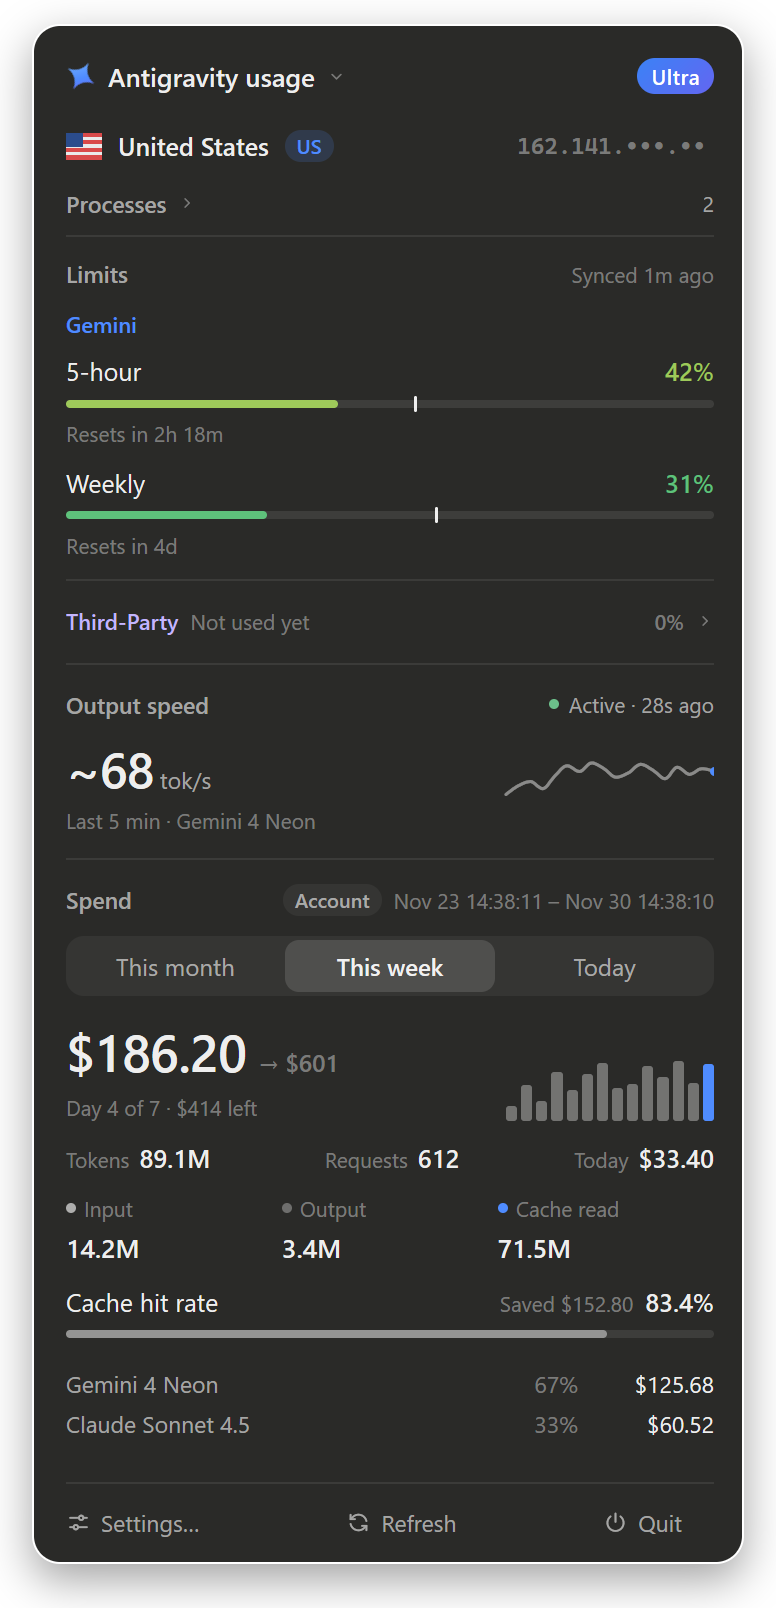 Antigravity usage Ultra
United States US 162.141.•••.••
Processes 2
Limits Synced 1m ago
Gemini
5-hour 42%
Resets in 2h 18m
Weekly 31%
Resets in 4d
Third-Party Not used yet 0%
Output speed Active · 28s ago
~68 tok/s
Last 5 min · Gemini 4 Neon
Spend Account Nov 23 14:38:11 – Nov 30 14:38:10
This month This week Today
$186.20 → $601
Day 4 of 7 · $414 left
Tokens 89.1M Requests 612 Today $33.40
Input Output Cache read
14.2M 3.4M 71.5M
Cache hit rate Saved $152.80 83.4%
Gemini 4 Neon 67% $125.68
Claude Sonnet 4.5 33% $60.52
Settings... Refresh Quit